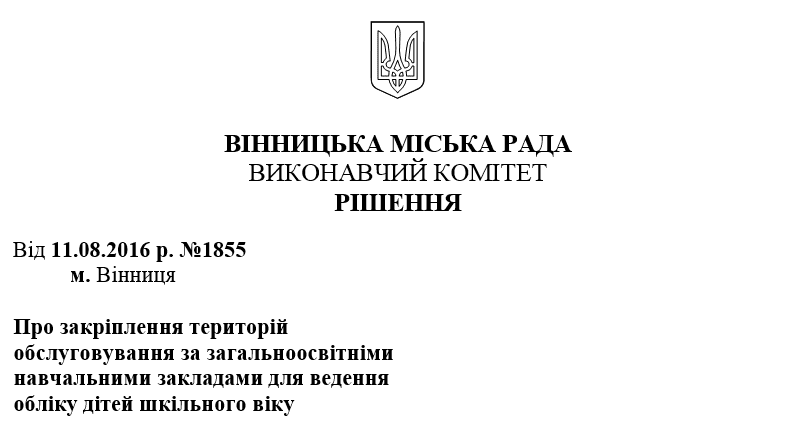 ВІННИЦЬКА МІСЬКА РАДА
ВИКОНАВЧИЙ КОМІТЕТ
РІШЕННЯ
Від 11.08.2016 р. №1855
м. Вінниця
Про закріплення територій
обслуговування за загальноосвітніми
навчальними закладами для ведення
обліку дітей шкільного віку